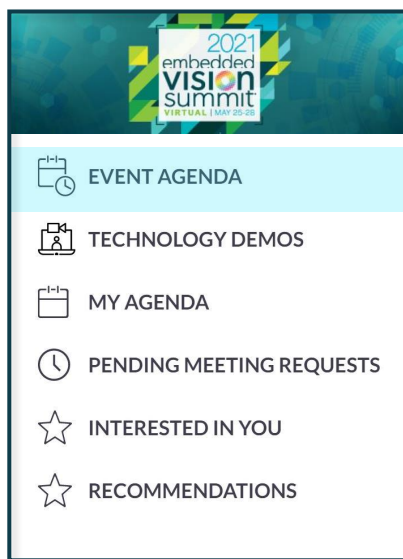 2021
embedded
VISION
summit
VIRTUAL | MAY 25-28
EVENT AGENDA
TECHNOLOGY DEMOS
MY AGENDA
PENDING MEETING REQUESTS
INTERESTED IN YOU
RECOMMENDATIONS